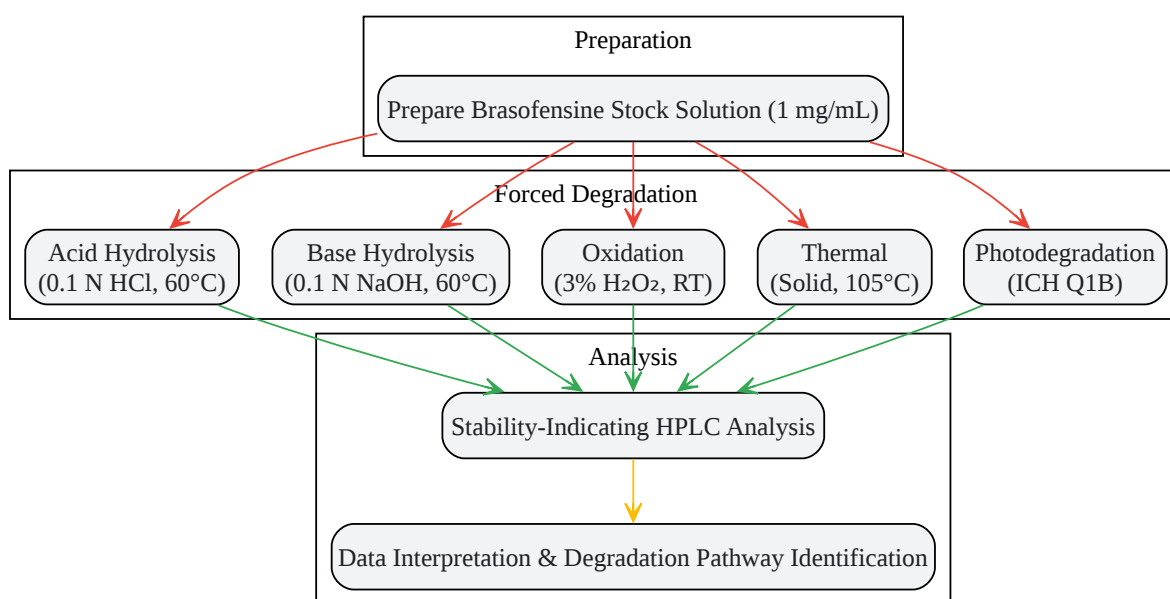 Preparation
Prepare Brasofensine Stock Solution (1 mg/mL)
Forced Degradation
Acid Hydrolysis
(0.1 N HCl, 60°C)
Base Hydrolysis
(0.1 N NaOH, 60°C)
Oxidation
(3% H₂O₂, RT)
Thermal
(Solid, 105°C)
Photodegradation
(ICH Q1B)
Analysis
Stability-Indicating HPLC Analysis
Data Interpretation & Degradation Pathway Identification